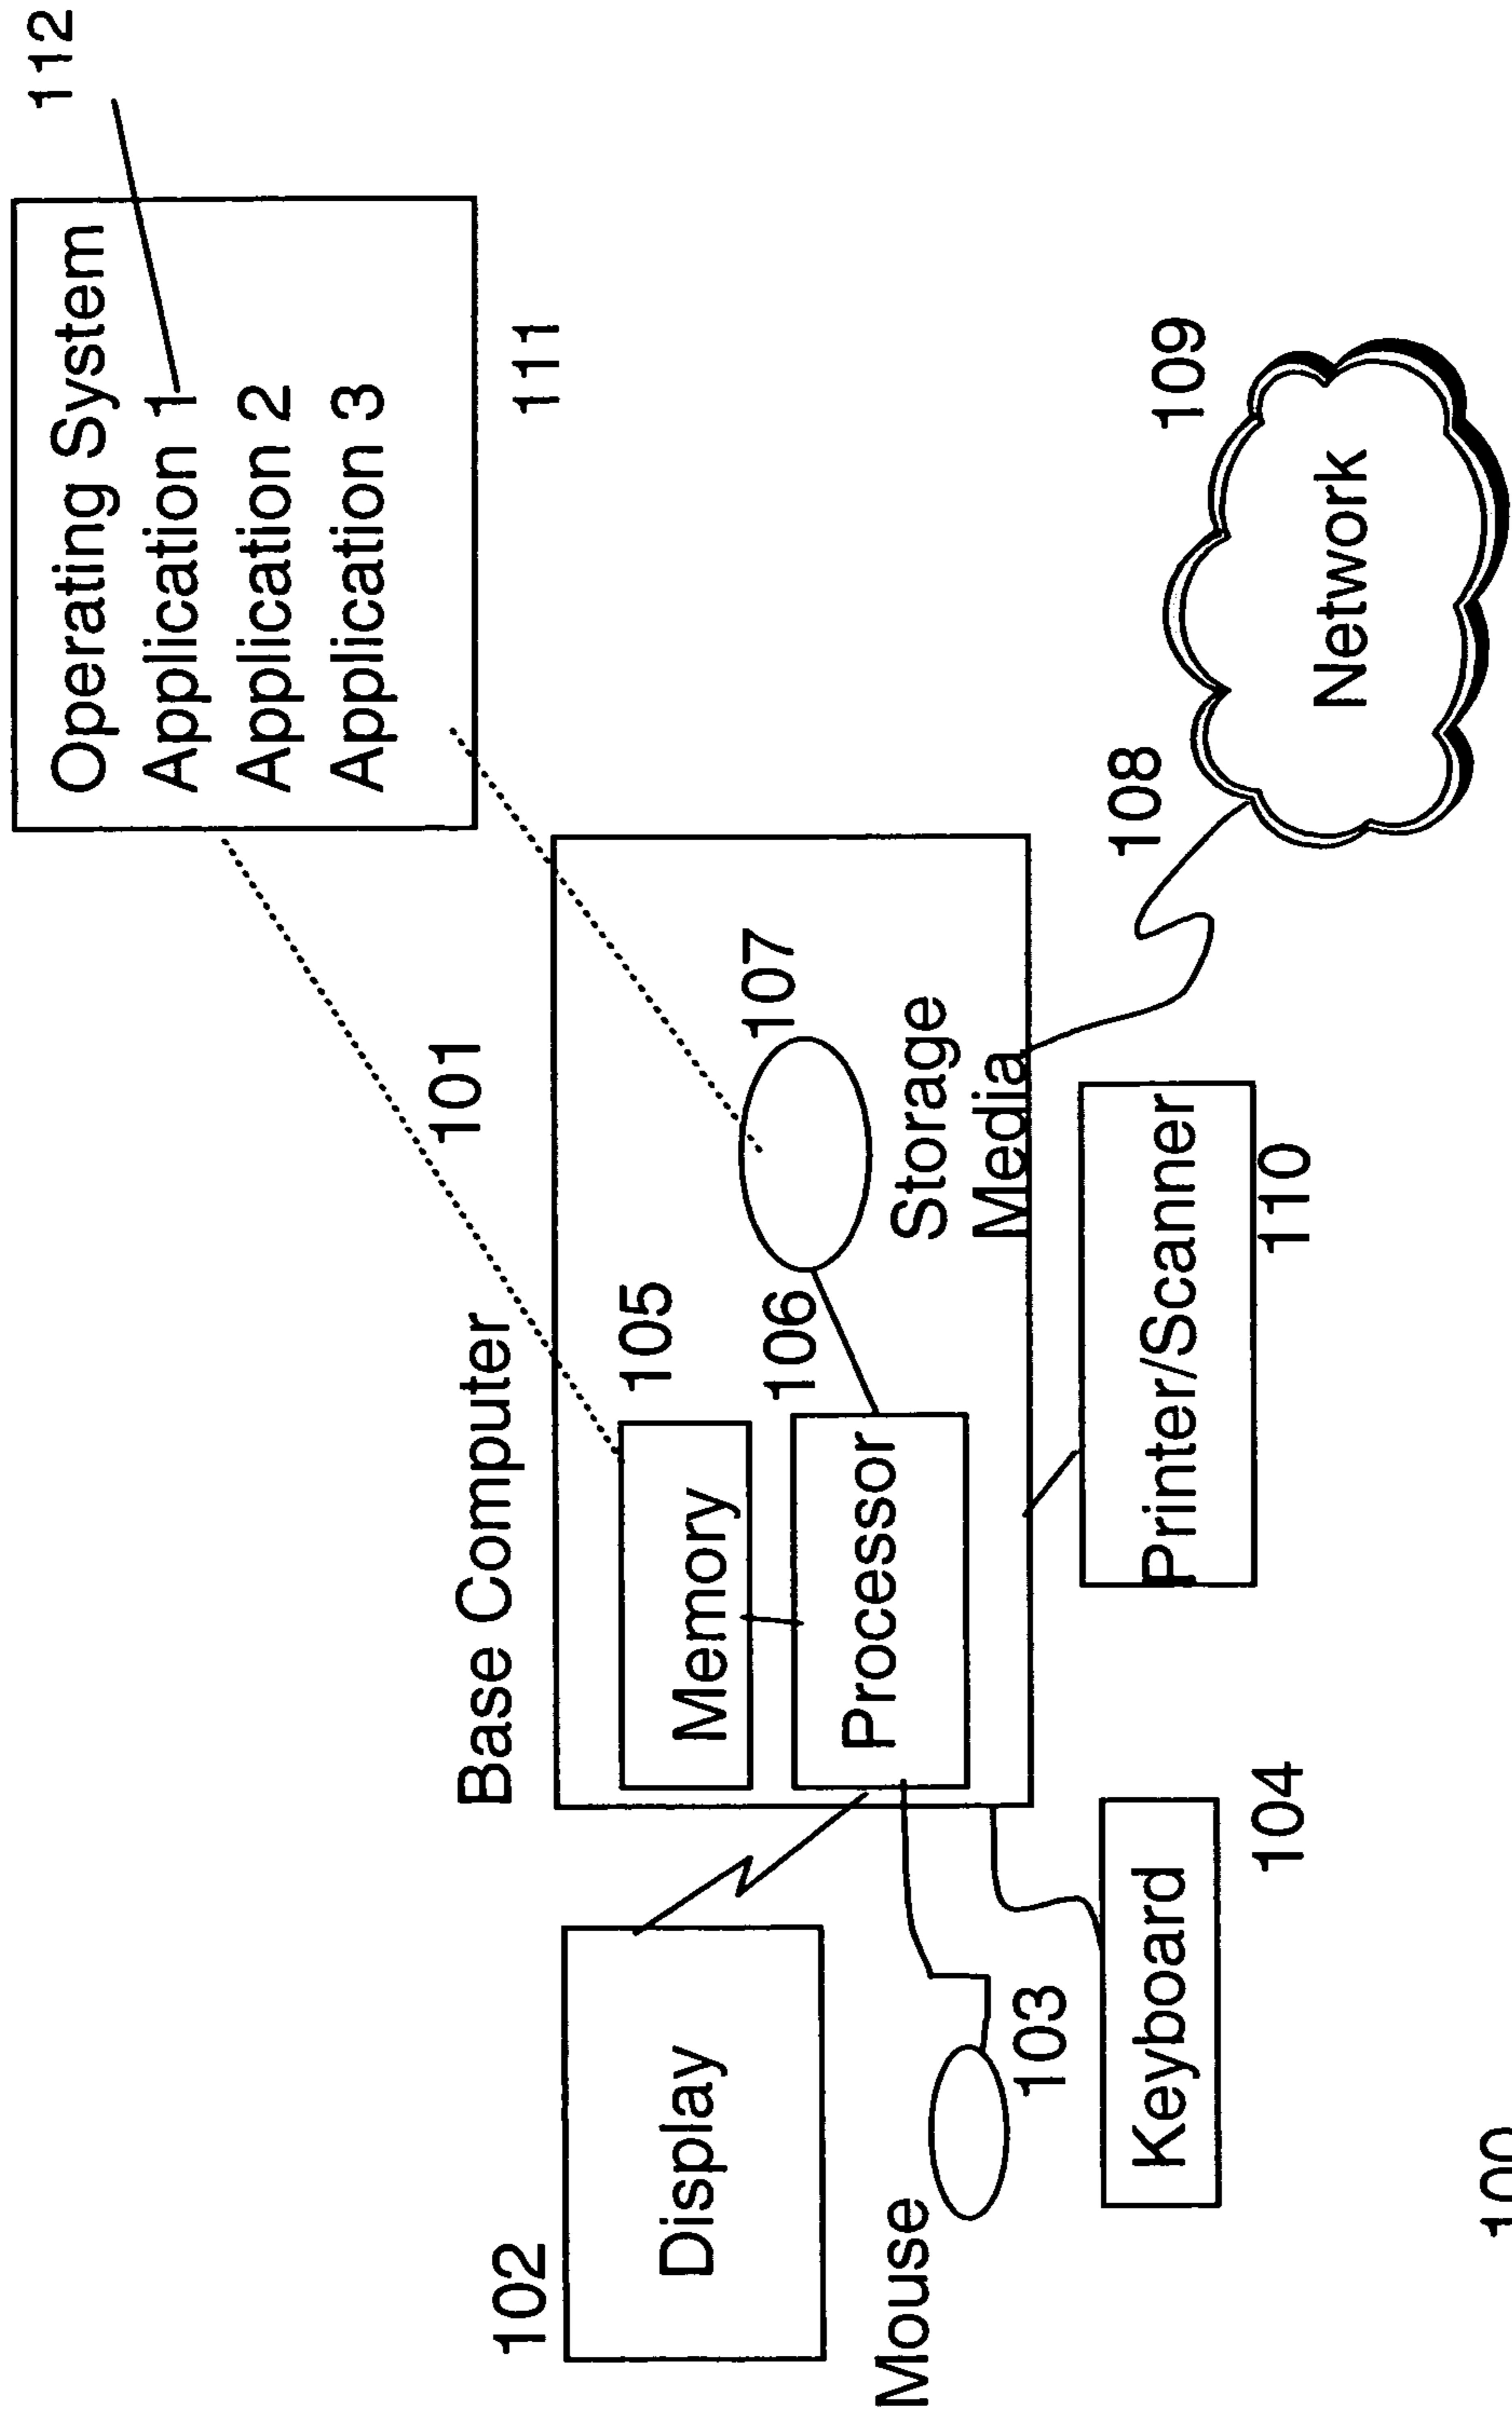 112
Operating System
Application 1
Application 2
Application 3
111
Base Computer
101
102
Display
Memory
105
Processor
106
107
Storage
Media
108
109
Network
Mouse
103
Keyboard
104
Printer/Scanner
110
100